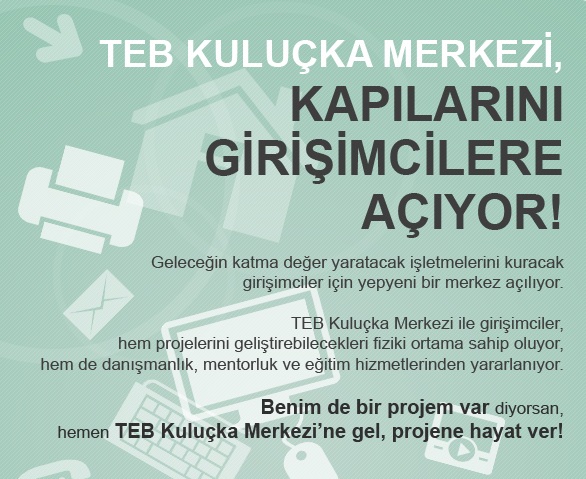 TEB KULUÇKA MERKEZİ,
KAPILARINI
GİRİŞİMCİLERE
AÇIYOR!
Geleceğin katma değer yaratacak işletmelerini kuracak
girişimciler için yepyeni bir merkez açılıyor.
TEB Kuluçka Merkezi ile girişimciler,
hem projelerini geliştirebilecekleri fiziki ortama sahip oluyor,
hem de danışmanlık, mentorluk ve eğitim hizmetlerinden yararlanıyor.
Benim de bir projem var diyorsan,
hemen TEB Kuluçka Merkezi’ne gel, projene hayat ver!